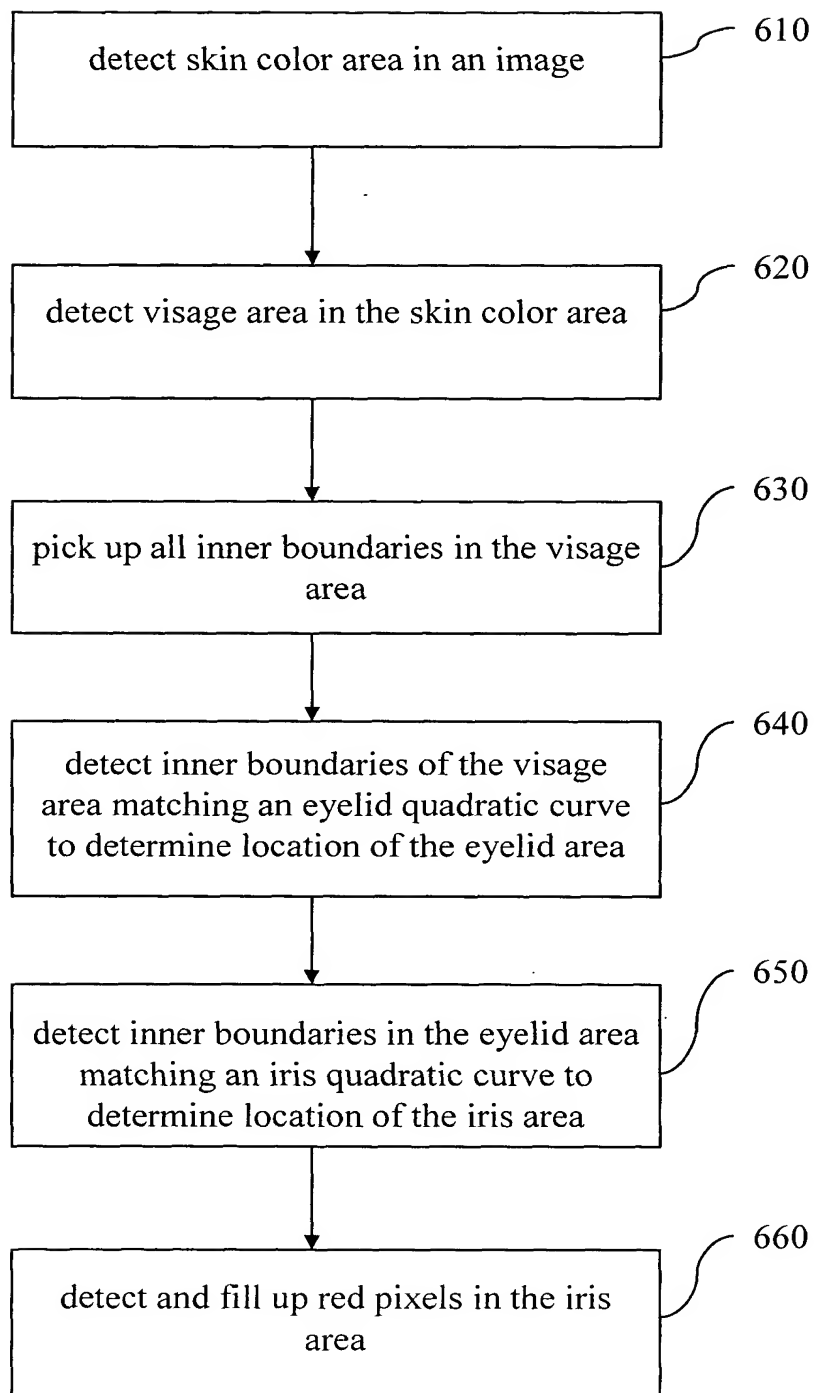 610
detect skin color area in an image
620
detect visage area in the skin color area
630
pick up all inner boundaries in the visage
area
640
detect inner boundaries of the visage
area matching an eyelid quadratic curve
to determine location of the eyelid area
650
detect inner boundaries in the eyelid area
matching an iris quadratic curve to
determine location of the iris area
660
detect and fill up red pixels in the iris
area